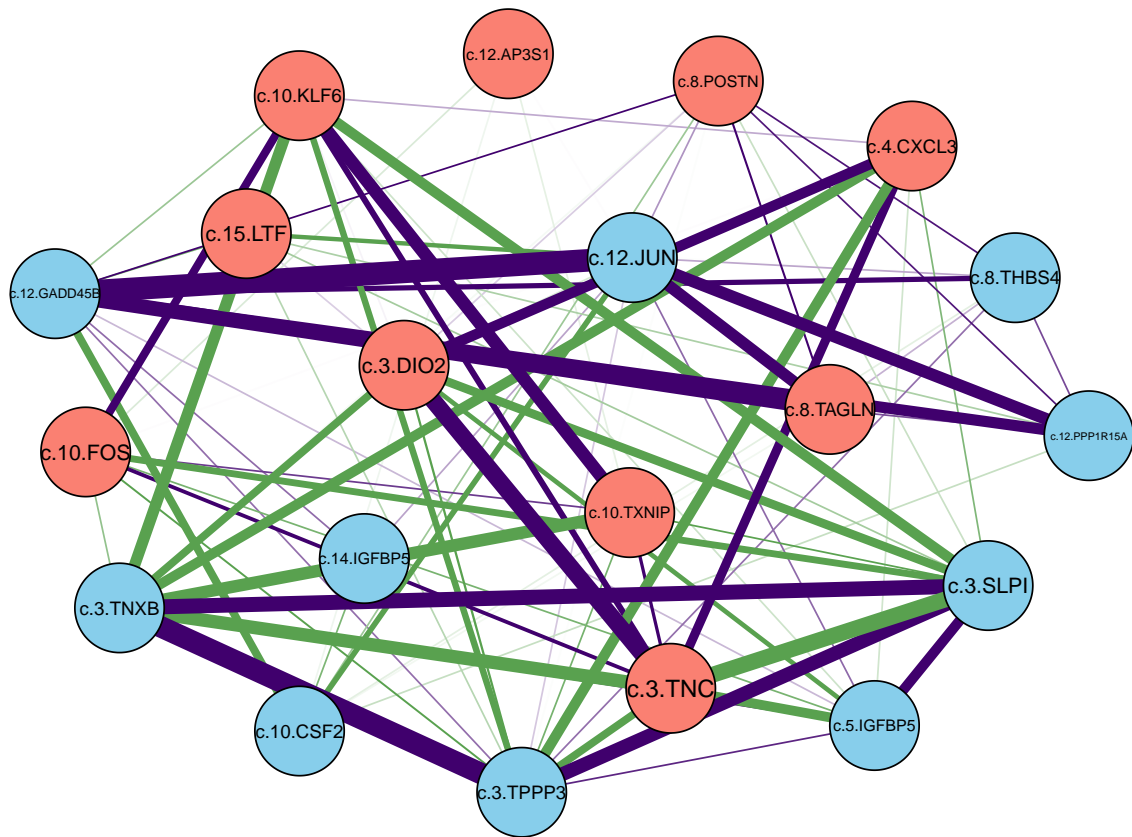 c.12.AP3S1
c.8.POSTN
c.10.KLF6
c.4.CXCL3
c.15.LTF
c.12.JUN
c.8.THBS4
c.12.GADD45B
c.3.DIO2
c.8.TAGLN
c.12.PPP1R15A
c.10.FOS
c.10.TXNIP
c.14.IGFBP5
c.3.SLPI
c.3.TNXB
c.3.TNC
c.5.IGFBP5
c.10.CSF2
c.3.TPPP3